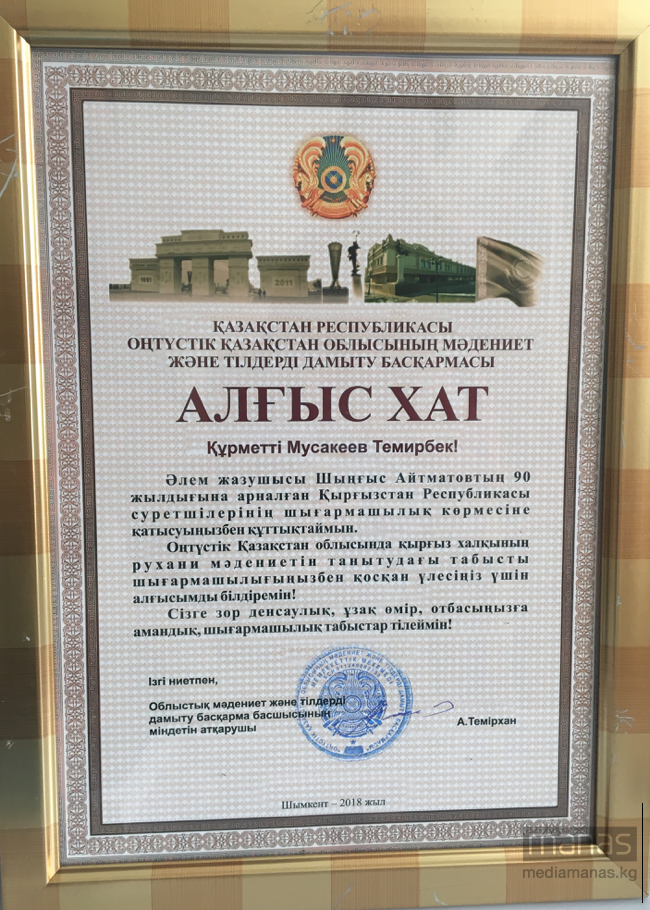 1991
2011
ҚАЗАҚСТАН РЕСПУБЛИКАСЫ
ОҢТҮСТІК ҚАЗАҚСТАН ОБЛЫСЫНЫҢ МӘДЕНИЕТ
ЖӘНЕ ТІЛДЕРДІ ДАМЫТУ БАСҚАРМАСЫ
АЛҒЫС ХАТ
Құрметті Мусакеев Темирбек!
Әлем жазушысы Шыңғыс Айтматовтың 90
жылдығына арналған Қырғызстан Республикасы
суретшілерінің шығармашылық көрмесіне
қатысуыңызбен құттықтаймын.
Оңтүстік Қазақстан облысында қырғыз халқының
рухани мәдениетін танытудағы табысты
шығармашылығыңызбен қосқан үлесіңіз үшін
алғысымды білдіремін!
Сізге зор денсаулық, ұзақ өмір, отбасыңызға
амандық, шығармашылық табыстар тілеймін!
Ізгі ниетпен,
Облыстық мәдениет және тілдерді
дамыту басқарма басшысының
міндетін атқарушы
А.Темірхан
Шымкент – 2018 жыл
manas
mediamanas.kg